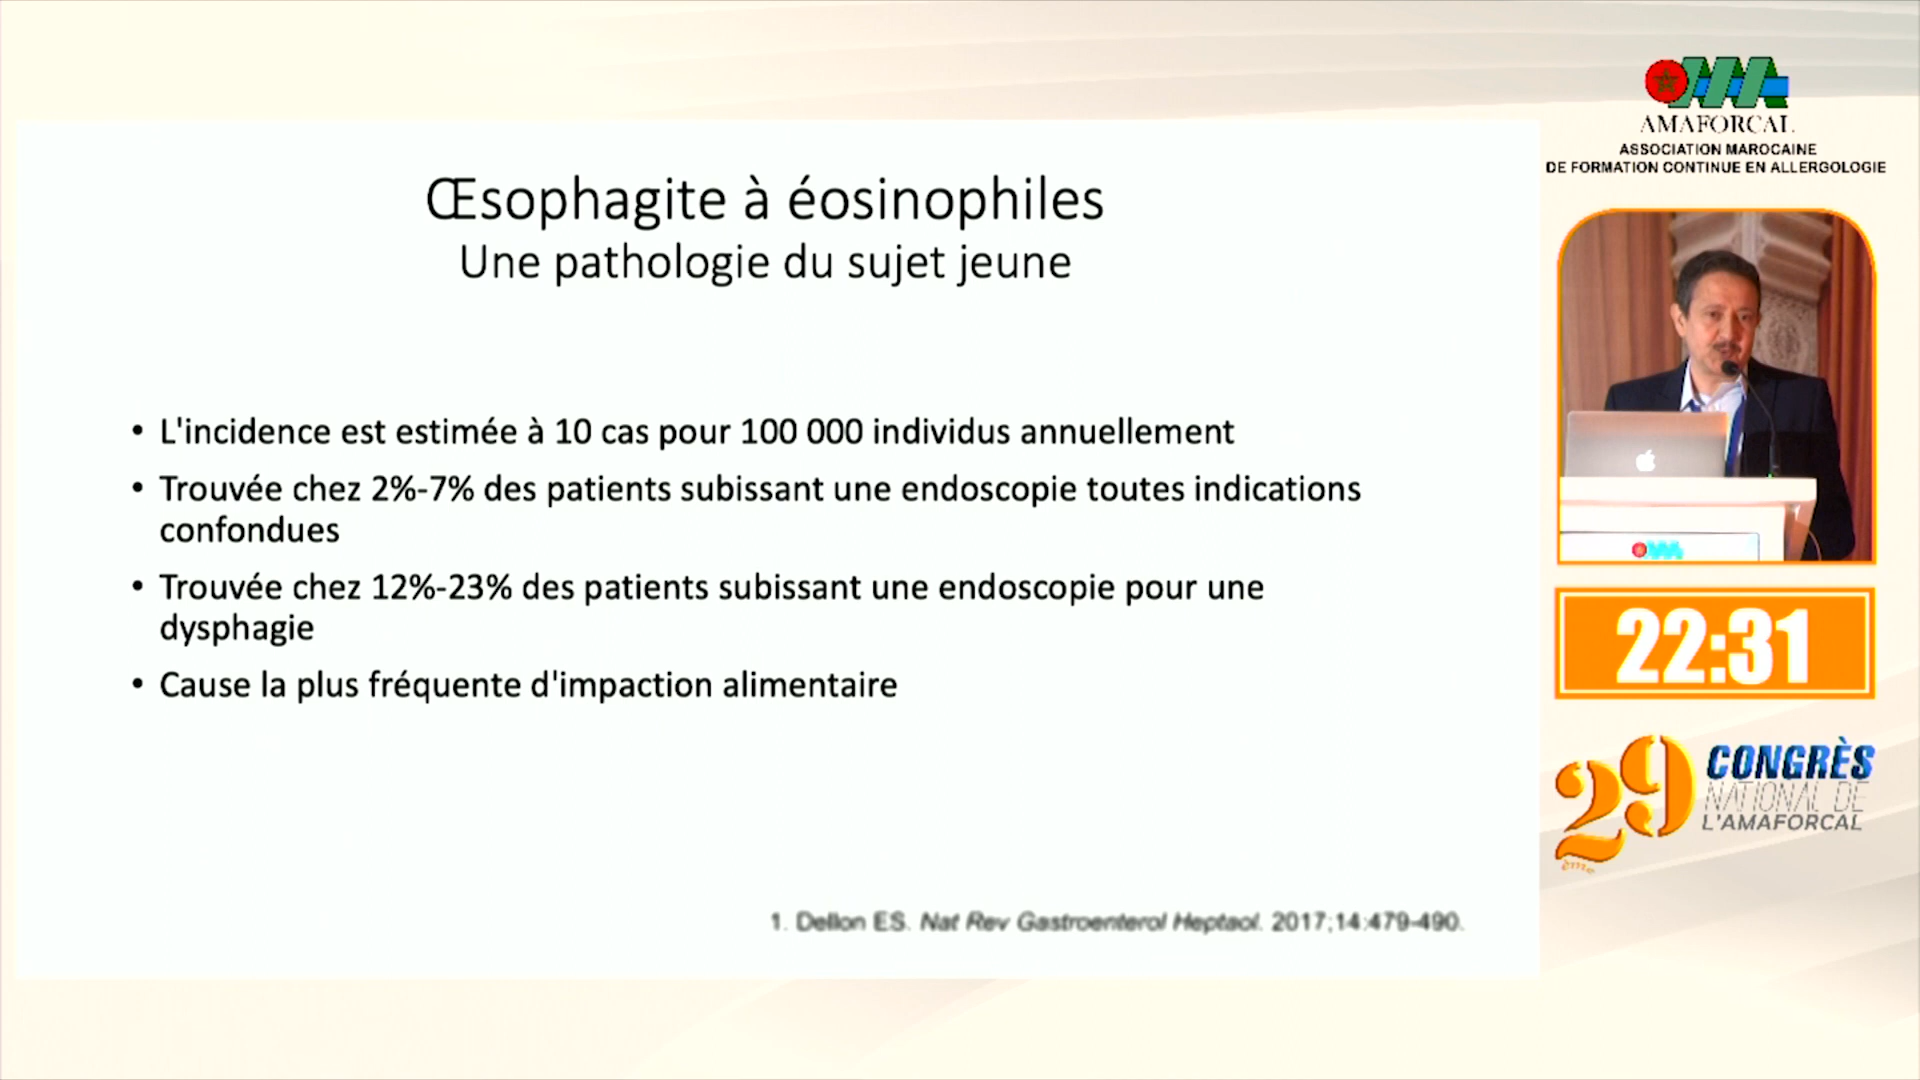 Œsophagite à éosinophiles
Une pathologie du sujet jeune
• L'incidence est estimée à 10 cas pour 100 000 individus annuellement
• Trouvée chez 2%-7% des patients subissant une endoscopie toutes indications
confondues
• Trouvée chez 12%-23% des patients subissant une endoscopie pour une
dysphagie
• Cause la plus fréquente d'impaction alimentaire
1. Dellon ES. Nat Rev Gastroenterol Heptaol. 2017;14:479-490.
AMAFORCAL
ASSOCIATION MAROCAINE
DE FORMATION CONTINUE EN ALLERGOLOGIE
22:31
29
ème
CONGRÈS
NATIONAL DE
L'AMAFORCAL